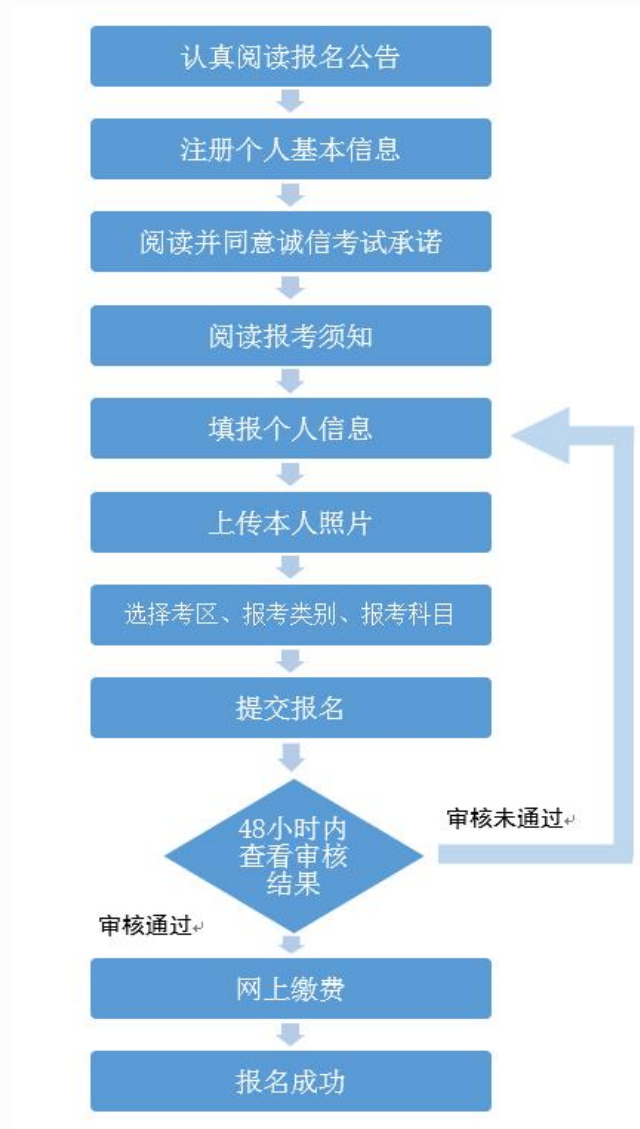 认真阅读报名公告
注册个人基本信息
阅读并同意诚信考试承诺
阅读报考须知
填报个人信息
上传本人照片
选择考区、报考类别、报考科目
提交报名
48小时内
查看审核
结果
审核未通过↵
审核通过↵
网上缴费
报名成功